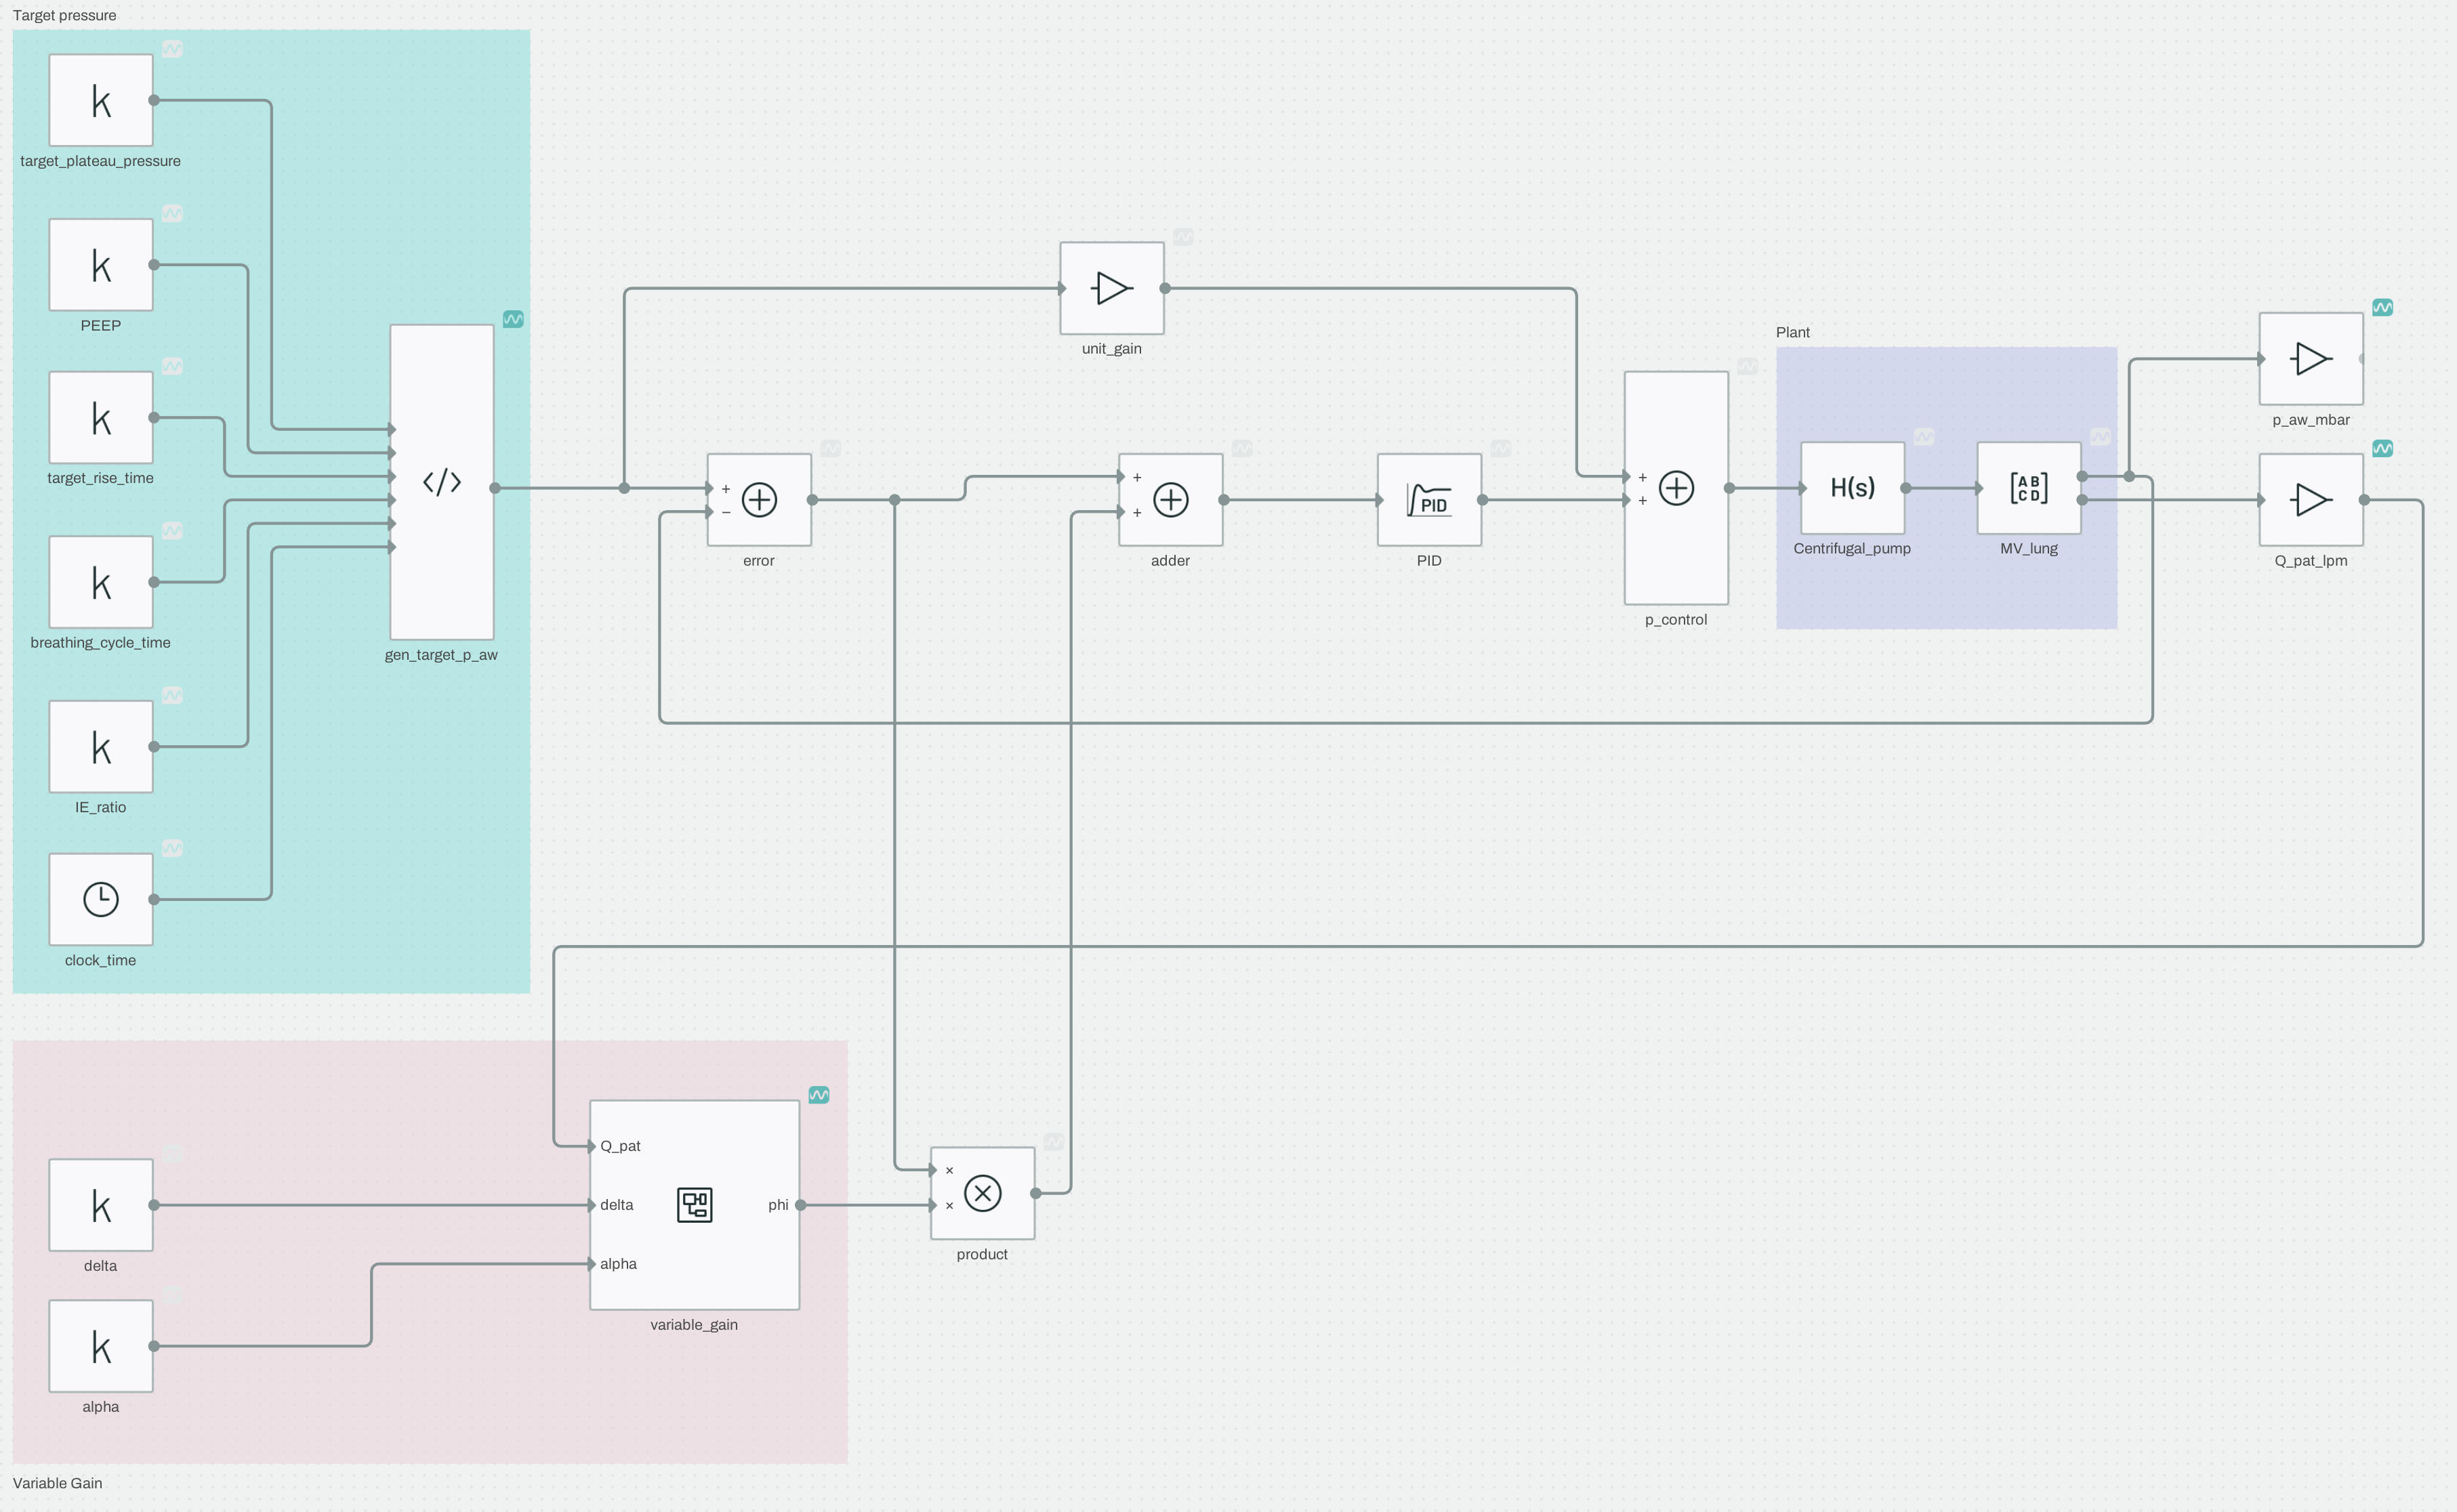 Target pressure
k
target_plateau_pressure
k
PEEP
k
target_rise_time
k
breathing_cycle_time
k
IE_ratio
clock_time
</>
gen_target_p_aw
unit_gain
+
−
error
+
+
adder
PID
PID
+
+
p_control
Plant
H(s)
Centrifugal_pump
A B
C D
MV_lung
p_aw_mbar
Q_pat_lpm
k
delta
k
alpha
Q_pat
delta
alpha
phi
variable_gain
×
×
product
Variable Gain